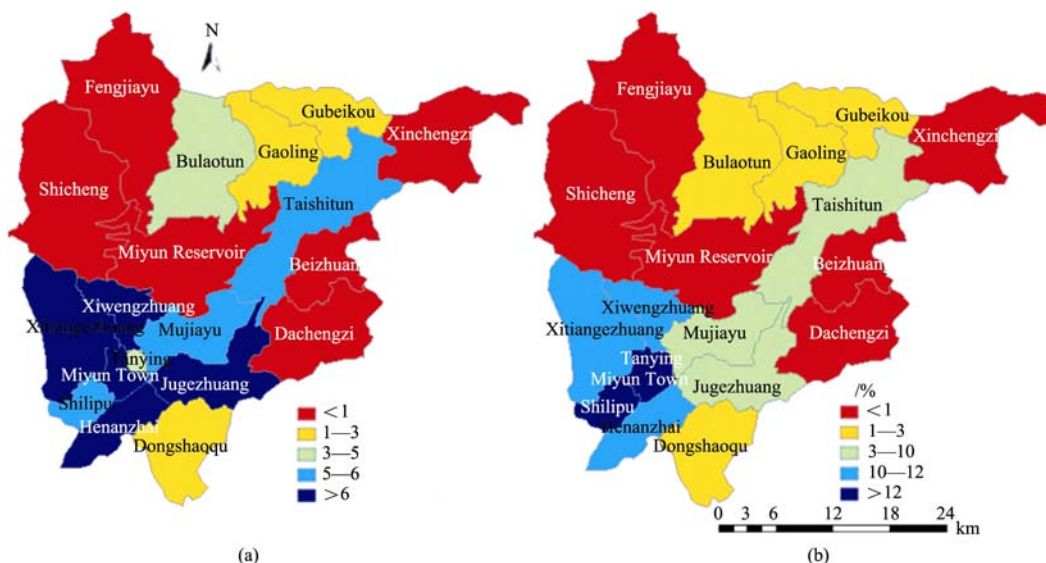 N
Fengjiayu
Gubeikou
Bulaotun
Gaoling
Xinchengzi
Shicheng
Taishitun
Miyun Reservoir
Beizhuang
Xiwengzhuang
Xitiangezhuang
Mujiayu
Dachengzi
Tanying
Miyun Town
Jugezhuang
Shilipu
Henanzhai
Dongshaoqu
<1
1—3
3—5
5—6
>6
(a)
Fengjiayu
Gubeikou
Xinchengzi
Bulaotun
Gaoling
Shicheng
Taishitun
Miyun Reservoir
Beizhuang
Xiwengzhuang
Xitiangezhuang
Mujiayu
Dachengzi
Tanying
Miyun Town
Jugezhuang
Shilipu
Henanzhai
Dongshaoqu
/%
<1
1—3
3—10
10—12
>12
0 3 6 12 18 24
km
(b)